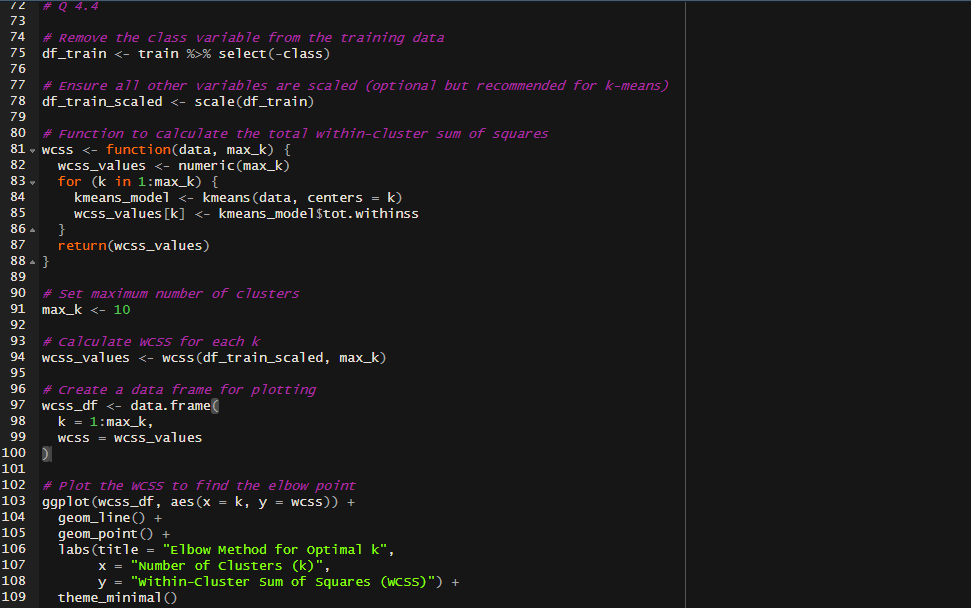 72 # Q 4.4
73
74 # Remove the class variable from the training data
75 df_train <- train %>% select(-class)
76
77 # Ensure all other variables are scaled (optional but recommended for k-means)
78 df_train_scaled <- scale(df_train)
79
80 # Function to calculate the total within-cluster sum of squares
81 wcss <- function(data, max_k) {
82   wcss_values <- numeric(max_k)
83   for (k in 1:max_k) {
84     kmeans_model <- kmeans(data, centers = k)
85     wcss_values[k] <- kmeans_model$tot.withinss
86   }
87   return(wcss_values)
88 }
89
90 # Set maximum number of clusters
91 max_k <- 10
92
93 # Calculate WCSS for each k
94 wcss_values <- wcss(df_train_scaled, max_k)
95
96 # Create a data frame for plotting
97 wcss_df <- data.frame(
98   k = 1:max_k,
99   wcss = wcss_values
100 )
101
102 # Plot the WCSS to find the elbow point
103 ggplot(wcss_df, aes(x = k, y = wcss)) +
104   geom_line() +
105   geom_point() +
106   labs(title = "Elbow Method for Optimal k",
107        x = "Number of Clusters (k)",
108        y = "Within-Cluster Sum of Squares (WCSS)") +
109   theme_minimal()